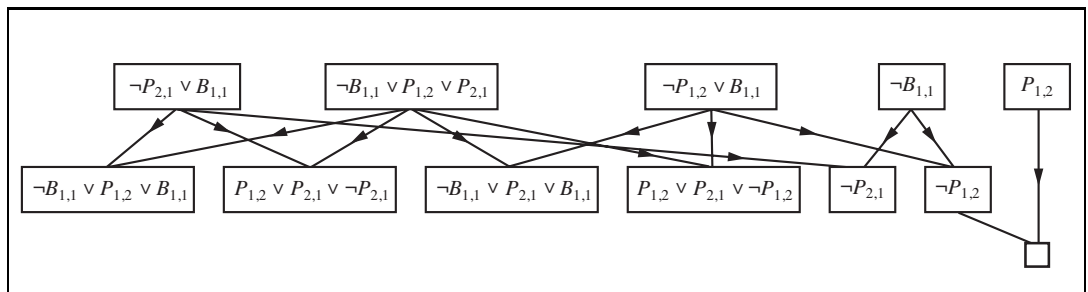 ¬P2,1 ∨ B1,1 ¬B1,1 ∨ P1,2 ∨ P2,1 ¬P1,2 ∨ B1,1 ¬B1,1 P1,2
¬B1,1 ∨ P1,2 ∨ B1,1 P1,2 ∨ P2,1 ∨ ¬P2,1 ¬B1,1 ∨ P2,1 ∨ B1,1 P1,2 ∨ P2,1 ∨ ¬P1,2 ¬P2,1 ¬P1,2